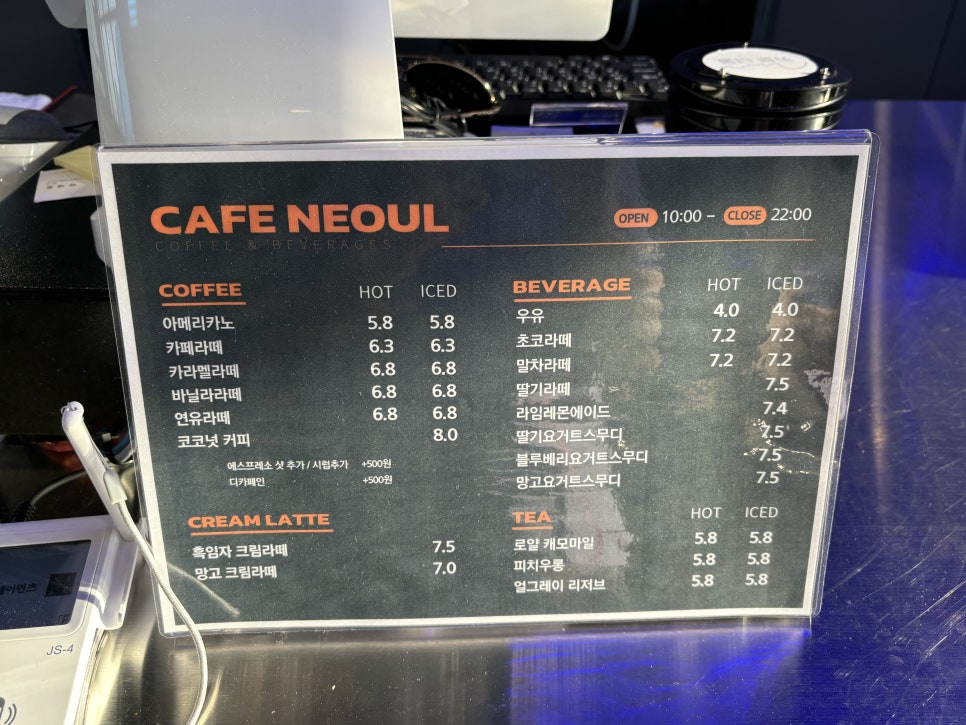 CAFE NEOUL
COFFEE & BEVERAGES
OPEN 10:00 – CLOSE 22:00
COFFEE HOT ICED
아메리카노 5.8 5.8
카페라떼 6.3 6.3
카라멜라떼 6.8 6.8
바닐라라떼 6.8 6.8
연유라떼 6.8 6.8
코코넛 커피 8.0
에스프레소 샷 추가 / 시럽추가 +500원
디카페인 +500원
CREAM LATTE
흑임자 크림라떼 7.5
망고 크림라떼 7.0
BEVERAGE HOT ICED
우유 4.0 4.0
초코라떼 7.2 7.2
말차라떼 7.2 7.2
딸기라떼 7.5
라임레몬에이드 7.4
딸기요거트스무디 7.5
블루베리요거트스무디 7.5
망고요거트스무디 7.5
TEA HOT ICED
로얄 캐모마일 5.8 5.8
피치우롱 5.8 5.8
얼그레이 리저브 5.8 5.8
JS-4